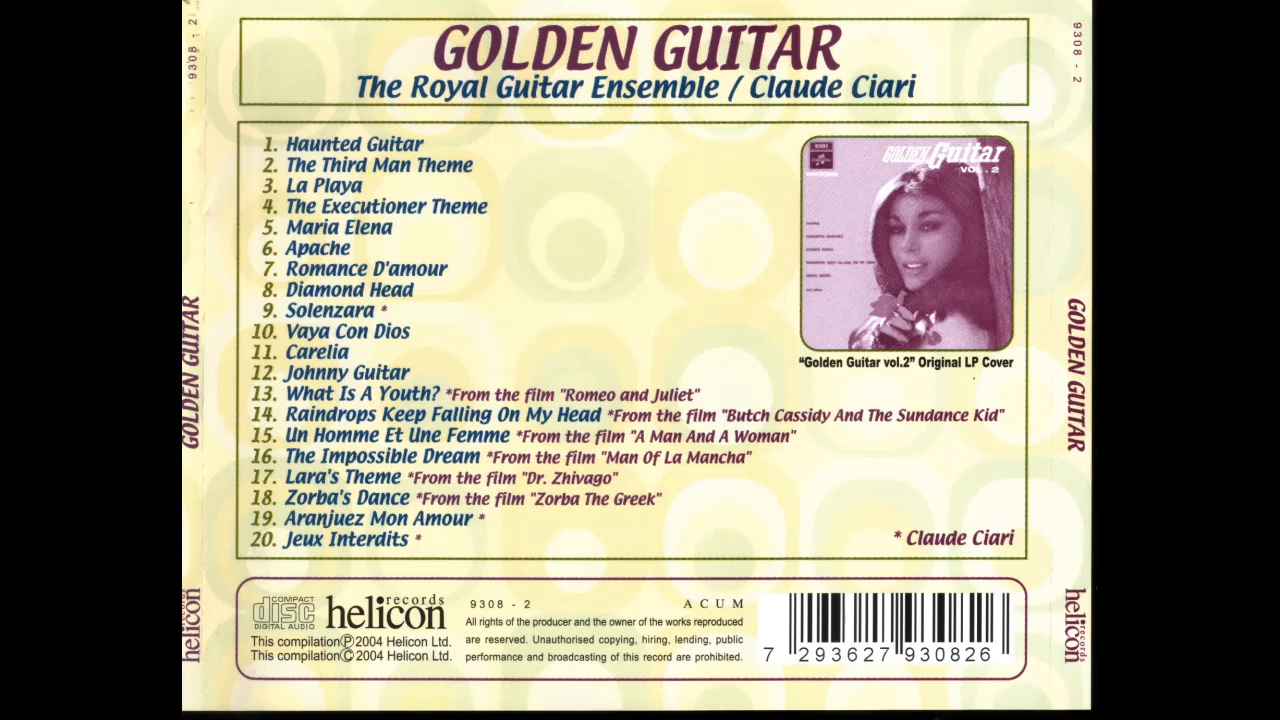 GOLDEN GUITAR
The Royal Guitar Ensemble / Claude Ciari
1. Haunted Guitar
2. The Third Man Theme
3. La Playa
4. The Executioner Theme
5. Maria Elena
6. Apache
7. Romance D'amour
8. Diamond Head
9. Solenzara *
10. Vaya Con Dios
11. Carelia
12. Johnny Guitar
13. What Is A Youth? *From the film "Romeo and Juliet"
14. Raindrops Keep Falling On My Head *From the film "Butch Cassidy And The Sundance Kid"
15. Un Homme Et Une Femme *From the film "A Man And A Woman"
16. The Impossible Dream *From the film "Man Of La Mancha"
17. Lara's Theme *From the film "Dr. Zhivago"
18. Zorba's Dance *From the film "Zorba The Greek"
19. Aranjuez Mon Amour *
20. Jeux Interdits *
GOLDEN Guitar
VOL. 2
"Golden Guitar vol.2" Original LP Cover
* Claude Ciari
COMPACT
disc
DIGITAL AUDIO
helicon records
This compilation Ⓟ 2004 Helicon Ltd.
This compilation © 2004 Helicon Ltd.
9308 - 2 ACUM
All rights of the producer and the owner of the works reproduced
are reserved. Unauthorised copying, hiring, lending, public
performance and broadcasting of this record are prohibited.
7 293627 930826
9308 - 2
GOLDEN GUITAR
helicon records
9308 - 2
GOLDEN GUITAR
helicon records